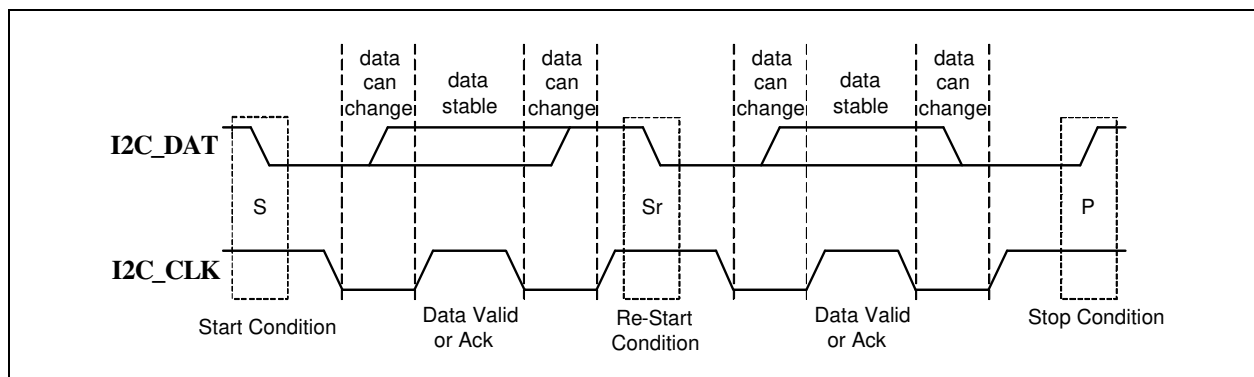 data
can
change
data
stable
data
can
change
data
can
change
data
stable
data
can
change
I2C_DAT
S
Sr
P
I2C_CLK
Start Condition
Data Valid
or Ack
Re-Start
Condition
Data Valid
or Ack
Stop Condition